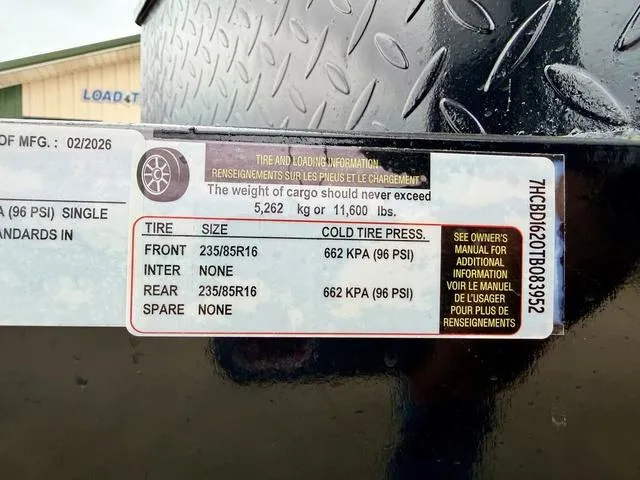 LOAD
OF MFG.: 02/2026
A (96 PSI) SINGLE
ANDARDS IN
TIRE AND LOADING INFORMATION
RENSEIGNEMENTS SUR LES PNEUS ET LE CHARGEMENT
The weight of cargo should never exceed
5,262 kg or 11,600 lbs.
TIRE SIZE COLD TIRE PRESS.
FRONT 235/85R16 662 KPA (96 PSI)
INTER NONE
REAR 235/85R16 662 KPA (96 PSI)
SPARE NONE
SEE OWNER'S
MANUAL FOR
ADDITIONAL
INFORMATION
VOIR LE MANUEL
DE L'USAGER
POUR PLUS DE
RENSEIGNEMENTS
7HCBD1620TB083952